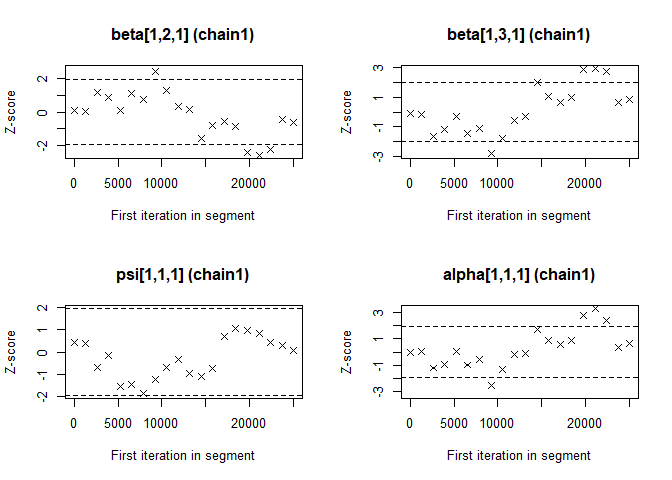 beta[1,2,1] (chain1)
Z-score
2
0
-2
0
5000
10000
20000
First iteration in segment
beta[1,3,1] (chain1)
Z-score
3
1
-1
-3
0
5000
10000
20000
First iteration in segment
psi[1,1,1] (chain1)
Z-score
2
1
0
-1
-2
0
5000
10000
20000
First iteration in segment
alpha[1,1,1] (chain1)
Z-score
3
1
-1
-3
0
5000
10000
20000
First iteration in segment